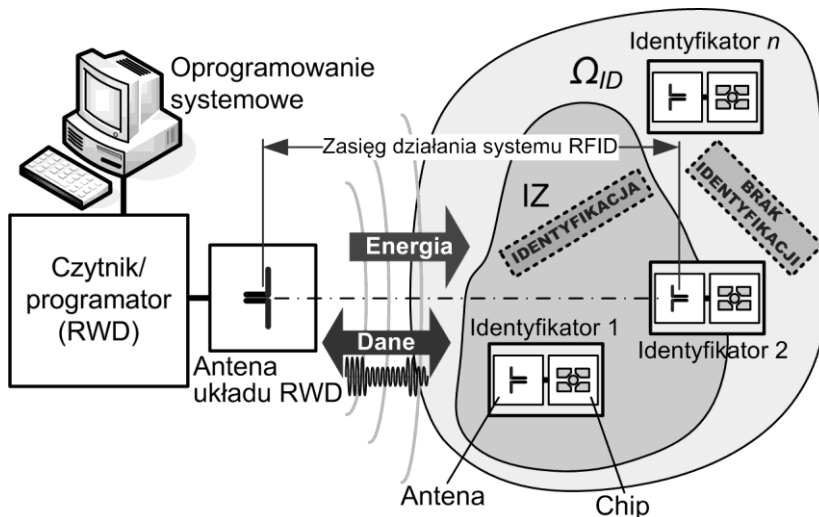 Oprogramowanie
systemowe
Identyfikator n
Ω_ID
Zasięg działania systemu RFID
IZ
IDENTYFIKACJA
BRAK
IDENTYFIKACJI
Energia
Czytnik/
programator
(RWD)
Dane
Antena
układu RWD
Identyfikator 1
Identyfikator 2
Antena
Chip